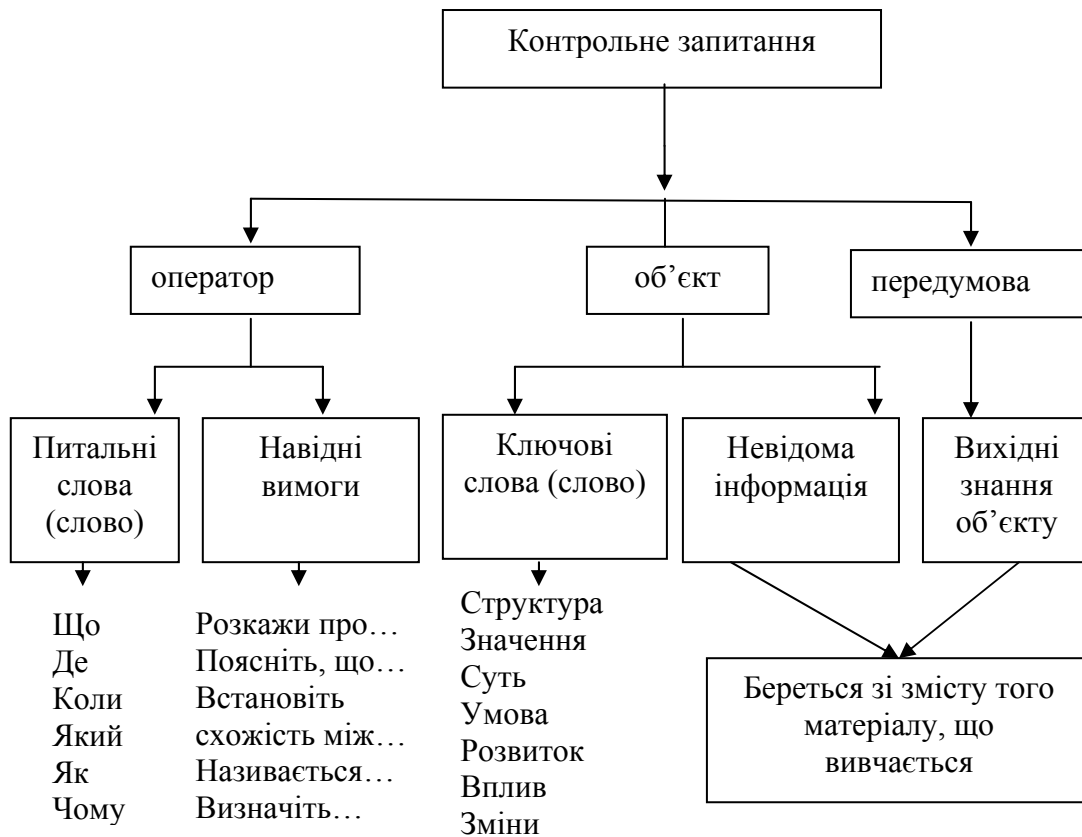 Контрольне запитання
оператор
об’єкт
передумова
Питальні
слова
(слово)
Навідні
вимоги
Ключові
слова (слово)
Невідома
інформація
Вихідні
знання
об’єкту
Що
Де
Коли
Який
Як
Чому
Розкажи про…
Поясніть, що…
Встановіть
схожість між…
Називається…
Визначіть…
Структура
Значення
Суть
Умова
Розвиток
Вплив
Зміни
Береться зі змісту того
матеріалу, що
вивчається